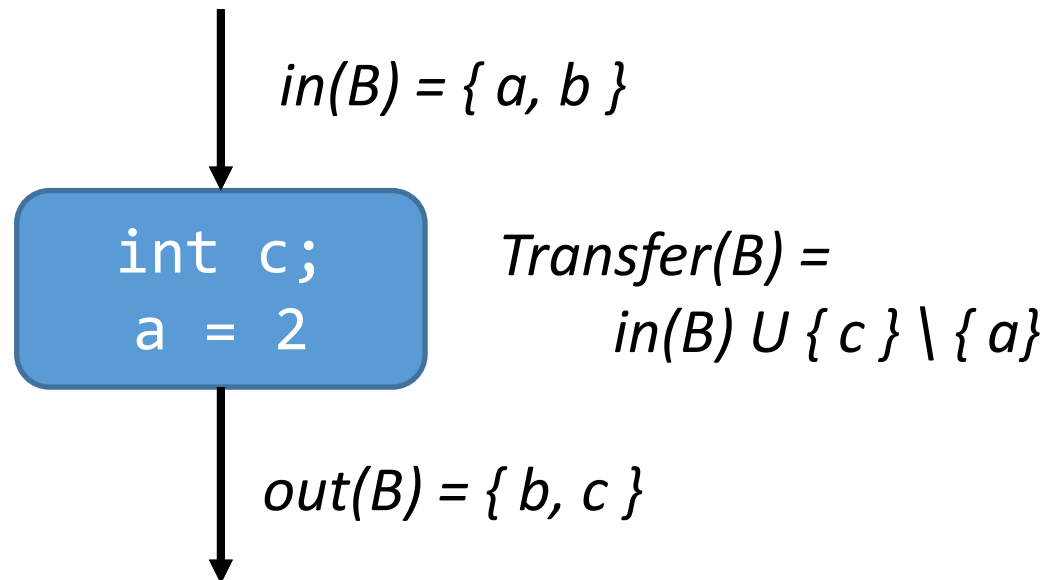 in(B) = { a, b }
int c;
a = 2
Transfer(B) =
in(B) U { c } \ { a}
out(B) = { b, c }